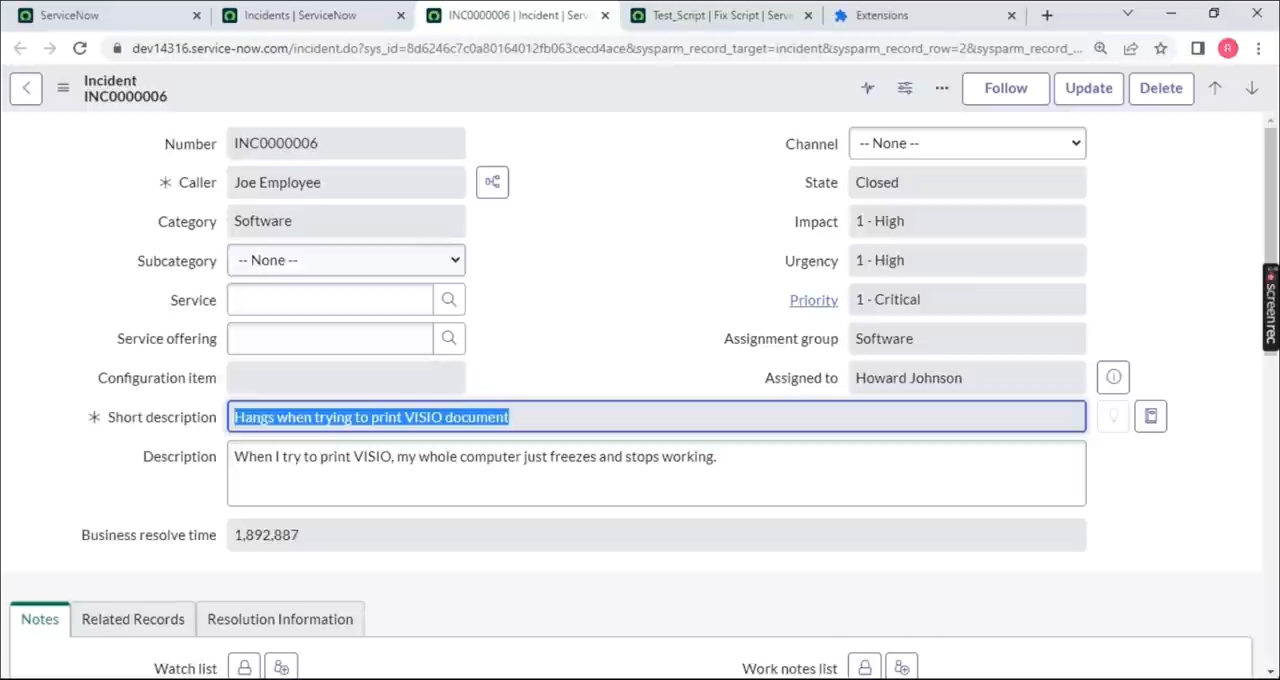 ServiceNow
Incidents | ServiceNow
INC0000006 | Incident | Serv
Test_Script | Fix Script | Servic
Extensions
dev14316.service-now.com/incident.do?sys_id=8d6246c7c0a80164012fb063cecd4ace&sysparm_record_target=incident&sysparm_record_row=2&sysparm_record_...
R
Incident
INC0000006
Follow
Update
Delete
Number INC0000006
Channel -- None --
Caller Joe Employee
State Closed
Category Software
Impact 1 - High
Subcategory -- None --
Urgency 1 - High
Service
Priority 1 - Critical
Service offering
Assignment group Software
Configuration item
Assigned to Howard Johnson
Short description Hangs when trying to print VISIO document
Description When I try to print VISIO, my whole computer just freezes and stops working.
Business resolve time 1,892,887
screenrec
Notes
Related Records
Resolution Information
Watch list
Work notes list